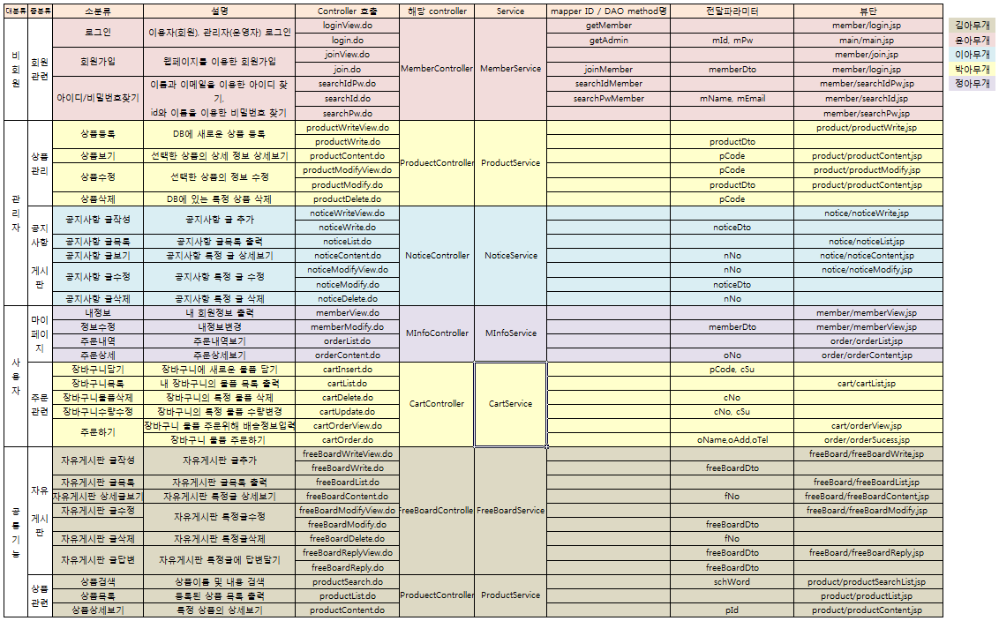 대분류 중분류 소분류 설명 Controller 호출 해당 controller Service mapper ID / DAO method명 전달파라미터 뷰단
비회원 회원관련 로그인 이용자(회원), 관리자(운영자) 로그인 loginView.do MemberController MemberService getMember member/login.jsp
login.do getAdmin mId, mPw main/main.jsp
회원가입 웹페이지를 이용한 회원가입 joinView.do member/join.jsp
join.do joinMember memberDto member/login.jsp
아이디/비밀번호찾기 이름과 이메일을 이용한 아이디 찾기, id와 이름을 이용한 비밀번호 찾기 searchIdPw.do searchIdMember member/searchIdPw.jsp
searchId.do searchPwMember mName, mEmail member/searchId.jsp
searchPw.do member/searchPw.jsp
관리자 상품관리 상품등록 DB에 새로운 상품 등록 productWriteView.do ProduectController ProductService product/productWrite.jsp
productWrite.do productDto
상품보기 선택한 상품의 상세 정보 상세보기 productContent.do pCode product/productContent.jsp
상품수정 선택한 상품의 정보 수정 productModifyView.do pCode product/productModify.jsp
productModify.do productDto product/productContent.jsp
상품삭제 DB에 있는 특정 상품 삭제 productDelete.do pCode
공지사항 게시판 공지사항 글작성 공지사항 글 추가 noticeWriteView.do NoticeController NoticeService notice/noticeWrite.jsp
noticeWrite.do noticeDto
공지사항 글목록 공지사항 글목록 출력 noticeList.do notice/noticeList.jsp
공지사항 글보기 공지사항 특정 글 상세보기 noticeContent.do nNo notice/noticeContent.jsp
공지사항 글수정 공지사항 특정 글 수정 noticeModifyView.do nNo notice/noticeModify.jsp
noticeModify.do noticeDto
공지사항 글삭제 공지사항 특정 글 삭제 noticeDelete.do nNo
사용자 마이페이지 내정보 내 회원정보 출력 memberView.do MInfoController MInfoService member/memberView.jsp
정보수정 내정보변경 memberModify.do memberDto member/memberView.jsp
주문내역 주문내역보기 orderList.do order/orderList.jsp
주문상세 주문상세보기 orderContent.do oNo order/orderContent.jsp
주문관련 장바구니담기 장바구니에 새로운 물품 담기 cartInsert.do CartController CartService pCode, cSu
장바구니목록 내 장바구니의 물품 목록 출력 cartList.do cart/cartList.jsp
장바구니물품삭제 장바구니의 특정 물품 삭제 cartDelete.do cNo
장바구니수량수정 장바구니의 특정 물품 수량변경 cartUpdate.do cNo, cSu
주문하기 장바구니 물품 주문위해 배송정보입력 cartOrderView.do cart/orderView.jsp
장바구니 물품 주문하기 cartOrder.do oName,oAdd,oTel order/orderSucess.jsp
공통기능 자유게시판 자유게시판 글작성 자유게시판 글추가 freeBoardWriteView.do FreeBoardControlle FreeBoardService freeBoard/freeBoardWrite.jsp
freeBoardWrite.do freeBoardDto
자유게시판 글목록 자유게시판 글목록 출력 freeBoardList.do freeBoard/freeBoardList.jsp
자유게시판 상세글보기 자유게시판 특정글 상세보기 freeBoardContent.do fNo freeBoard/freeBoardContent.jsp
자유게시판 글수정 자유게시판 특정글수정 freeBoardModifyView.do freeBoard/freeBoardModify.jsp
freeBoardModify.do freeBoardDto
자유게시판 글삭제 자유게시판 특정글삭제 freeBoardDelete.do fNo
자유게시판 글답변 자유게시판 특정글에 답변달기 freeBoardReplyView.do freeBoardDto freeBoard/freeBoardReply.jsp
freeBoardReply.do freeBoardDto
상품관련 상품검색 상품이름 및 내용 검색 productSearch.do ProduectController ProductService schWord product/productSearchList.jsp
상품목록 등록된 상품 목록 출력 productList.do product/productList.jsp
상품상세보기 특정 상품의 상세보기 productContent.do pId product/productContent.jsp
김아무개
윤아무개
이아무개
박아무개
정아무개